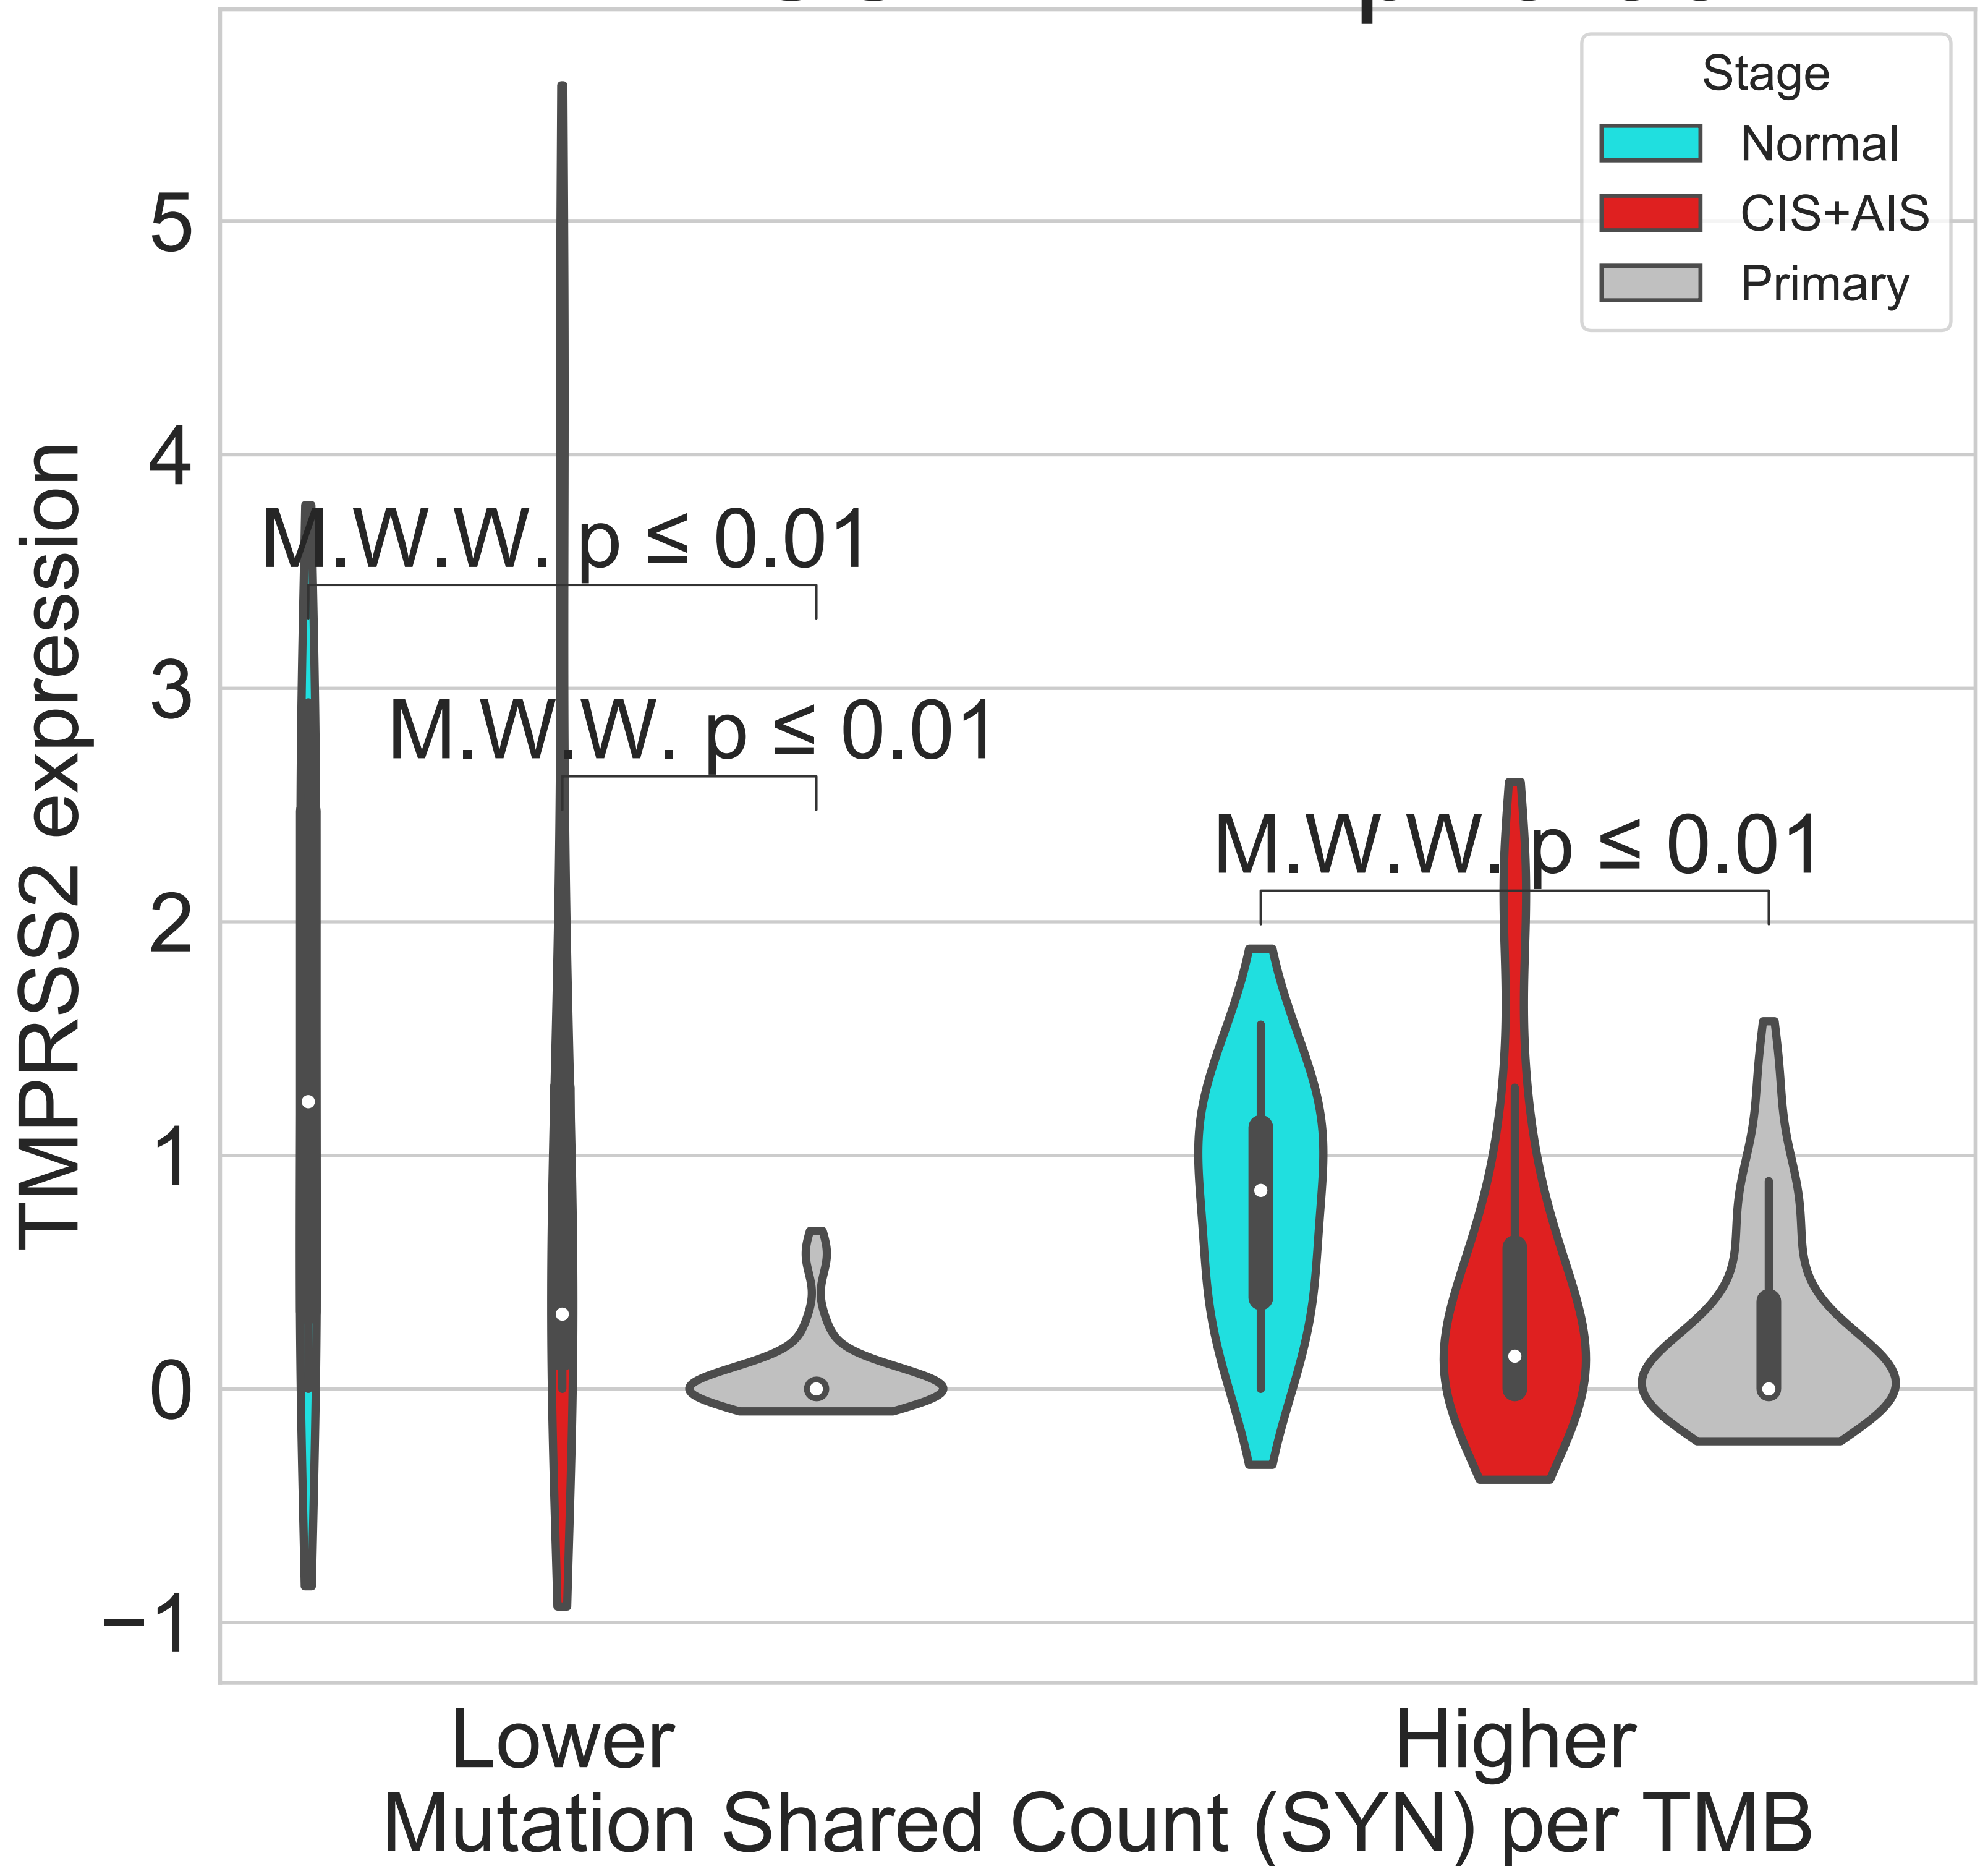 Stage
Normal
CIS+AIS
Primary
TMPRSS2 expression
5
4
3
2
1
0
−1
M.W.W. p ≤ 0.01
M.W.W. p ≤ 0.01
M.W.W. p ≤ 0.01
Lower
Higher
Mutation Shared Count (SYN) per TMB